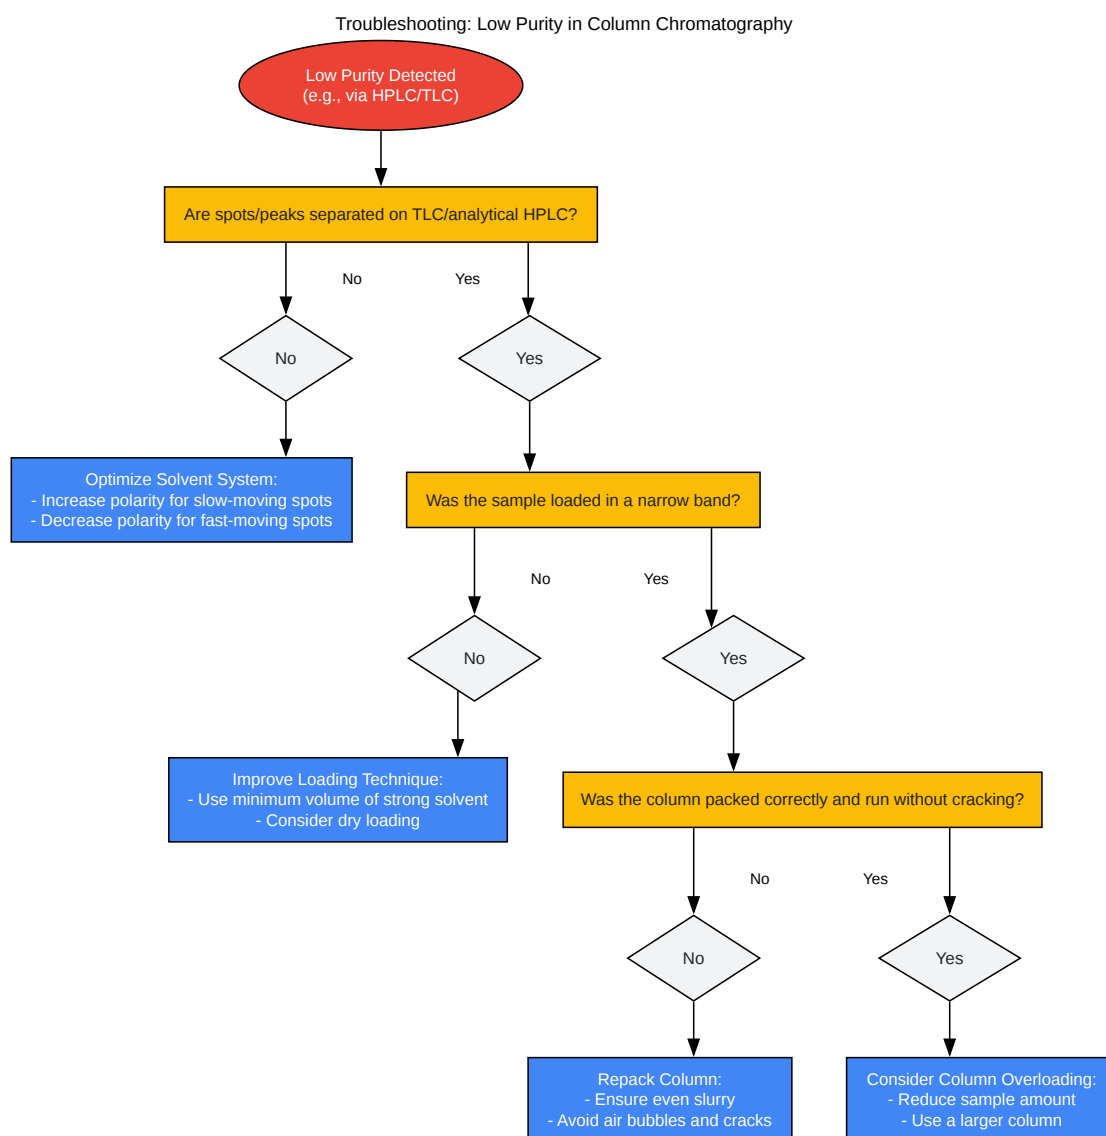 Troubleshooting: Low Purity in Column Chromatography
Low Purity Detected
(e.g., via HPLC/TLC)
Are spots/peaks separated on TLC/analytical HPLC?
No
Yes
No
Yes
Optimize Solvent System:
- Increase polarity for slow-moving spots
- Decrease polarity for fast-moving spots
Was the sample loaded in a narrow band?
No
Yes
No
Yes
Improve Loading Technique:
- Use minimum volume of strong solvent
- Consider dry loading
Was the column packed correctly and run without cracking?
No
Yes
No
Yes
Repack Column:
- Ensure even slurry
- Avoid air bubbles and cracks
Consider Column Overloading:
- Reduce sample amount
- Use a larger column